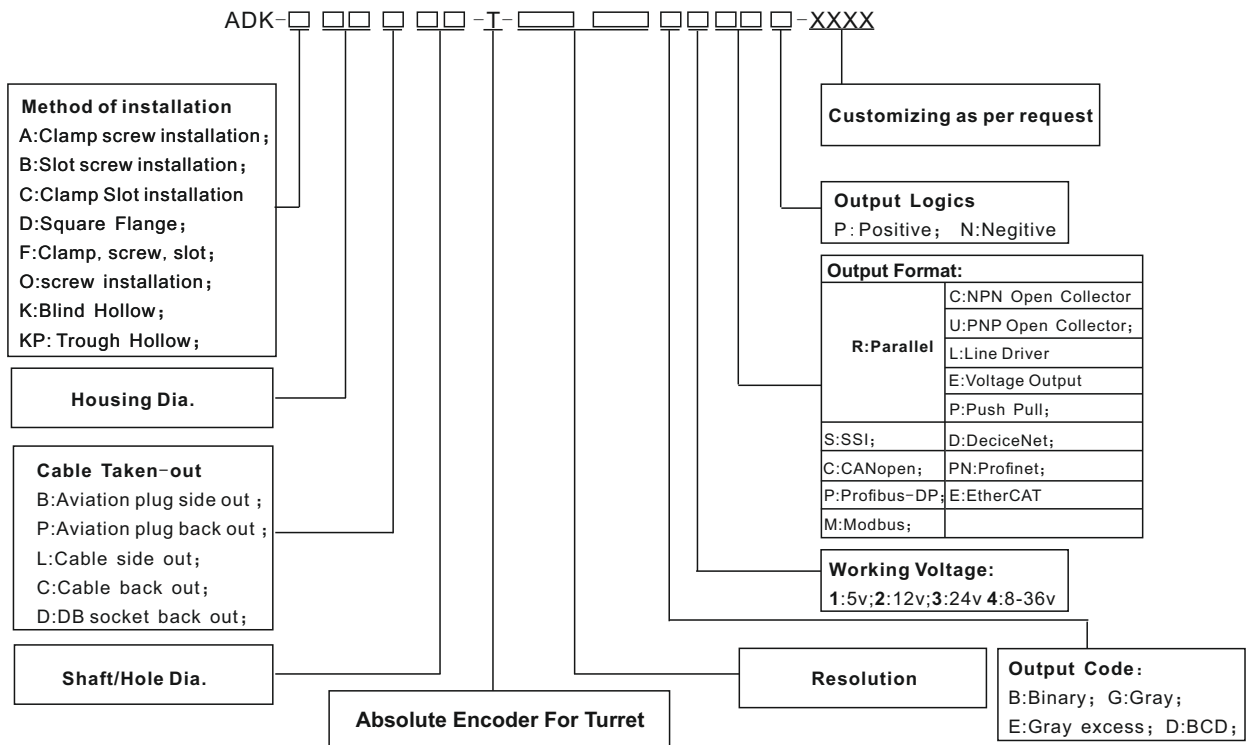 ADK-□ □□ □ □□ -T- □ □ □ □ □□ □ -XXXX
Method of installation
A:Clamp screw installation;
B:Slot screw installation;
C:Clamp Slot installation
D:Square Flange;
F:Clamp, screw, slot;
O:screw installation;
K:Blind Hollow;
KP: Trough Hollow;
Housing Dia.
Cable Taken-out
B:Aviation plug side out ;
P:Aviation plug back out ;
L:Cable side out;
C:Cable back out;
D:DB socket back out;
Shaft/Hole Dia.
Absolute Encoder For Turret
Customizing as per request
Output Logics
P: Positive; N:Negitive
Output Format:
R:Parallel
C:NPN Open Collector
U:PNP Open Collector;
L:Line Driver
E:Voltage Output
P:Push Pull;
S:SSI; D:DeciceNet;
C:CANopen; PN:Profinet;
P:Profibus-DP; E:EtherCAT
M:Modbus;
Working Voltage:
1:5v;2:12v;3:24v 4:8-36v
Resolution
Output Code:
B:Binary; G:Gray;
E:Gray excess; D:BCD;